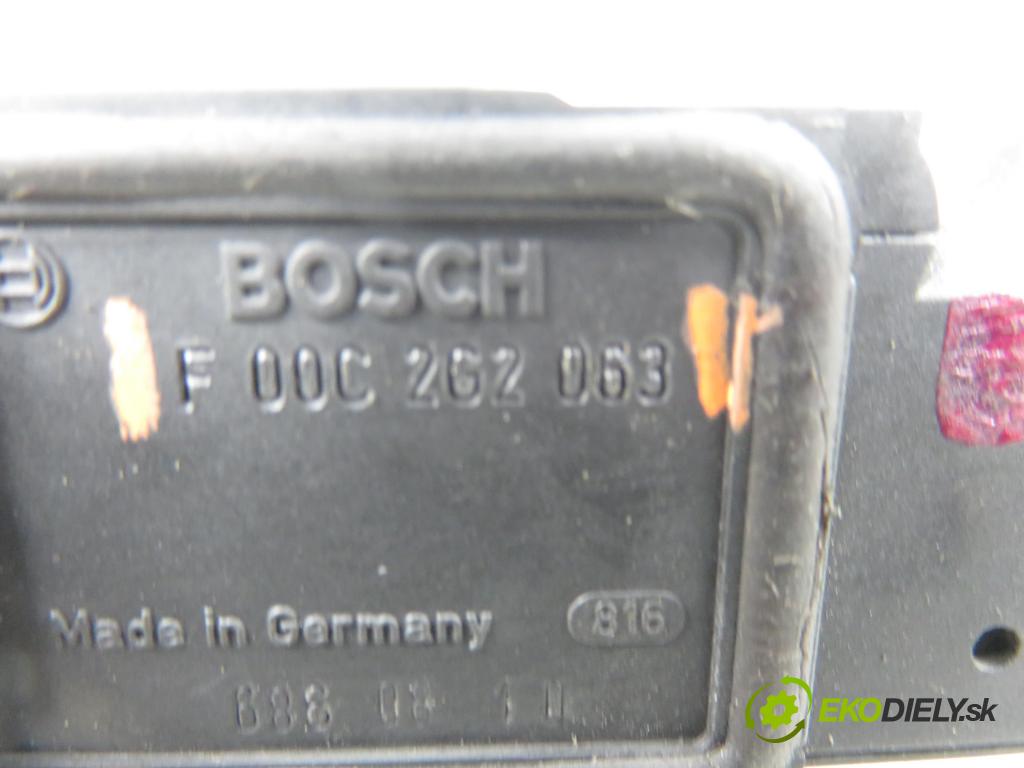 BOSCH
F 00C 2G2 063
Made in Germany
816
EKODIELY.sk